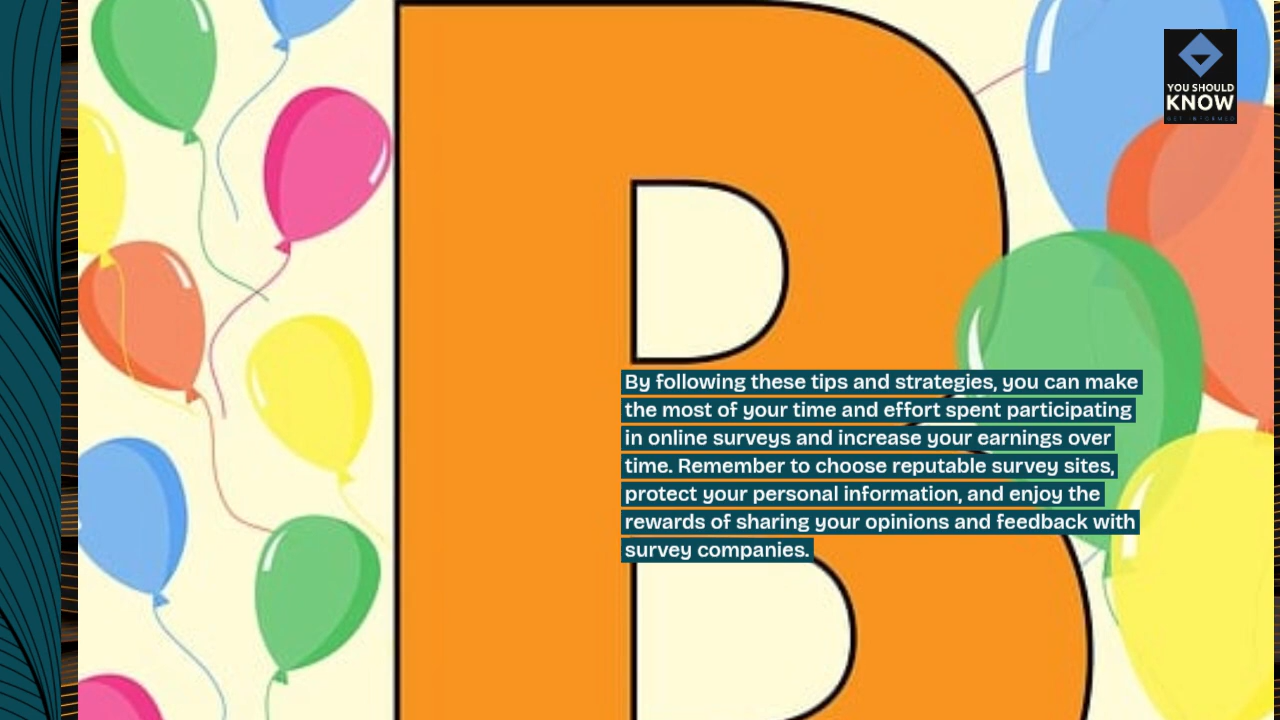 B
YOU SHOULD
KNOW
GET INFORMED
By following these tips and strategies, you can make
the most of your time and effort spent participating
in online surveys and increase your earnings over
time. Remember to choose reputable survey sites,
protect your personal information, and enjoy the
rewards of sharing your opinions and feedback with
survey companies.